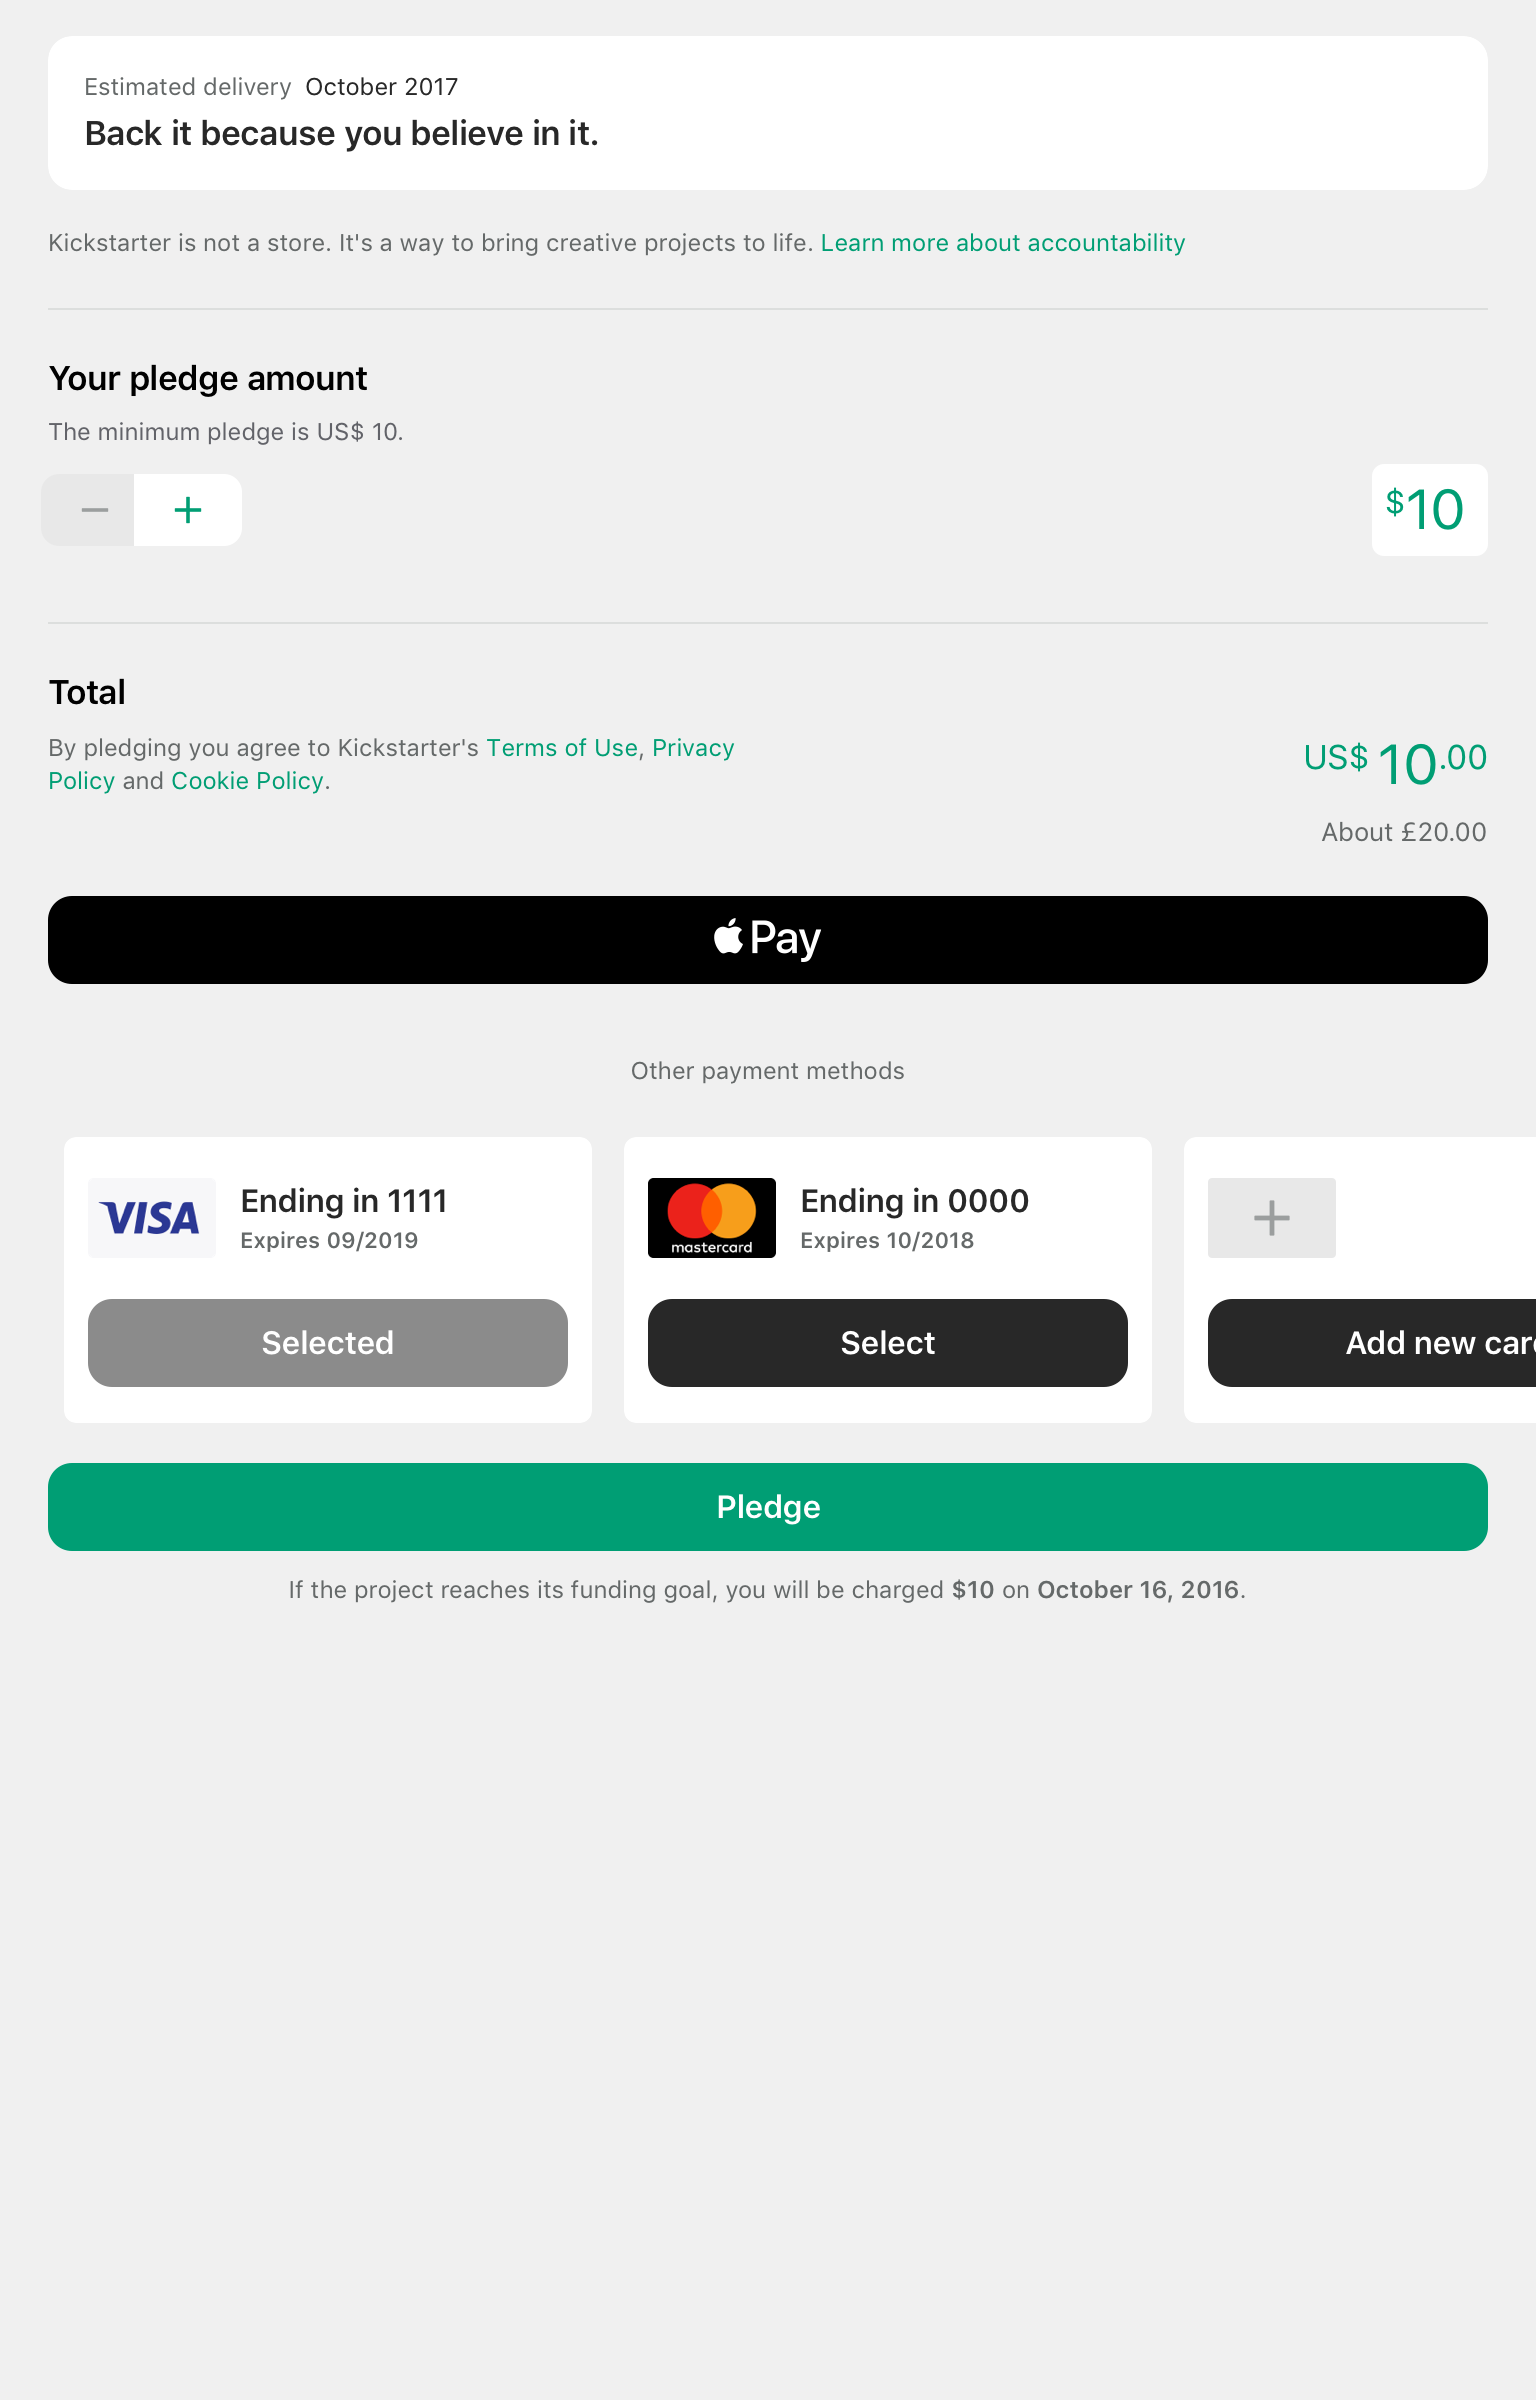 Estimated delivery October 2017
Back it because you believe in it.
Kickstarter is not a store. It's a way to bring creative projects to life. Learn more about accountability
Your pledge amount
The minimum pledge is US$ 10.
− +
$10
Total
By pledging you agree to Kickstarter's Terms of Use, Privacy
Policy and Cookie Policy.
US$ 10.00
About £20.00
Pay
Other payment methods
VISA
Ending in 1111
Expires 09/2019
Selected
mastercard
Ending in 0000
Expires 10/2018
Select
+
Add new car
Pledge
If the project reaches its funding goal, you will be charged $10 on October 16, 2016.